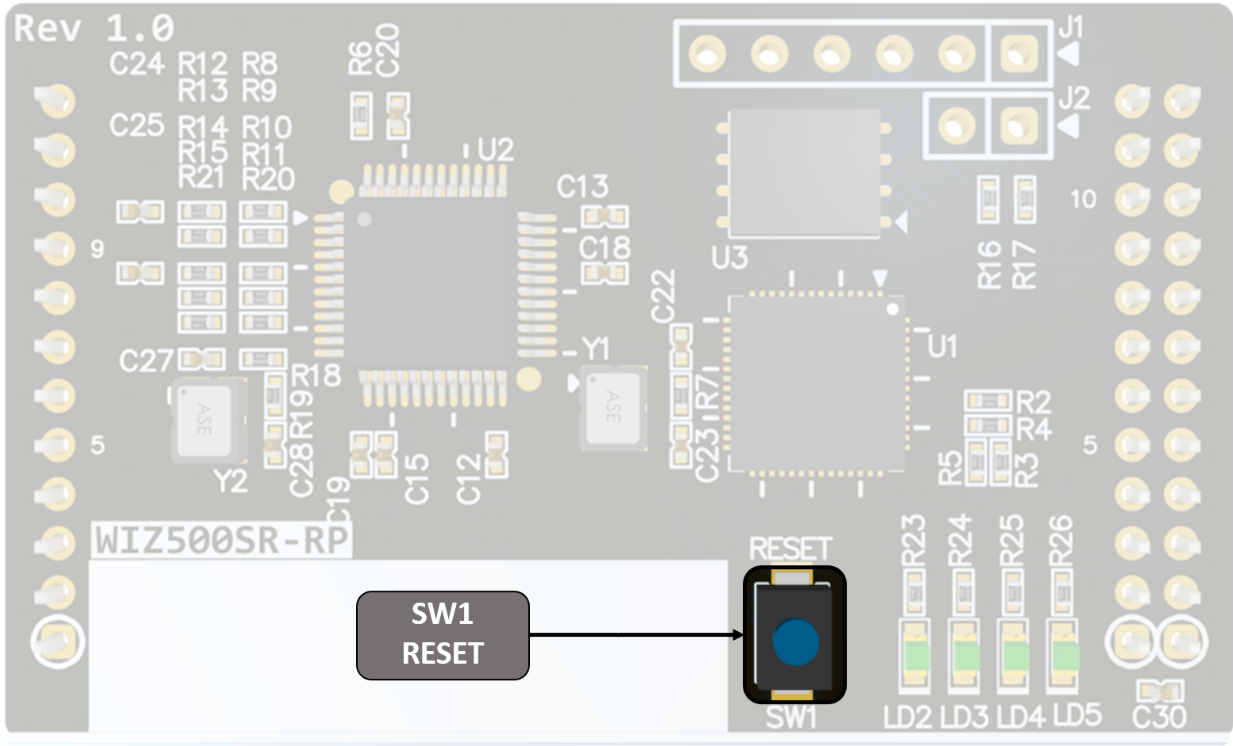 Rev 1.0
J1
C24 R12 R8
R13 R9
R6
C20
J2
C25 R14 R10
R15 R11
R21 R20
U2
C13
10
9
C18
U3
R16
R17
C22
Y1
U1
C27
R18
ASE
ASE
R19
R7
R2
R4
5
5
Y2
C28
C19
C15
C12
C23
R5
R3
WIZ500SR-RP
RESET
R23
R24
R25
R26
SW1
RESET
SW1
LD2 LD3 LD4 LD5 C30